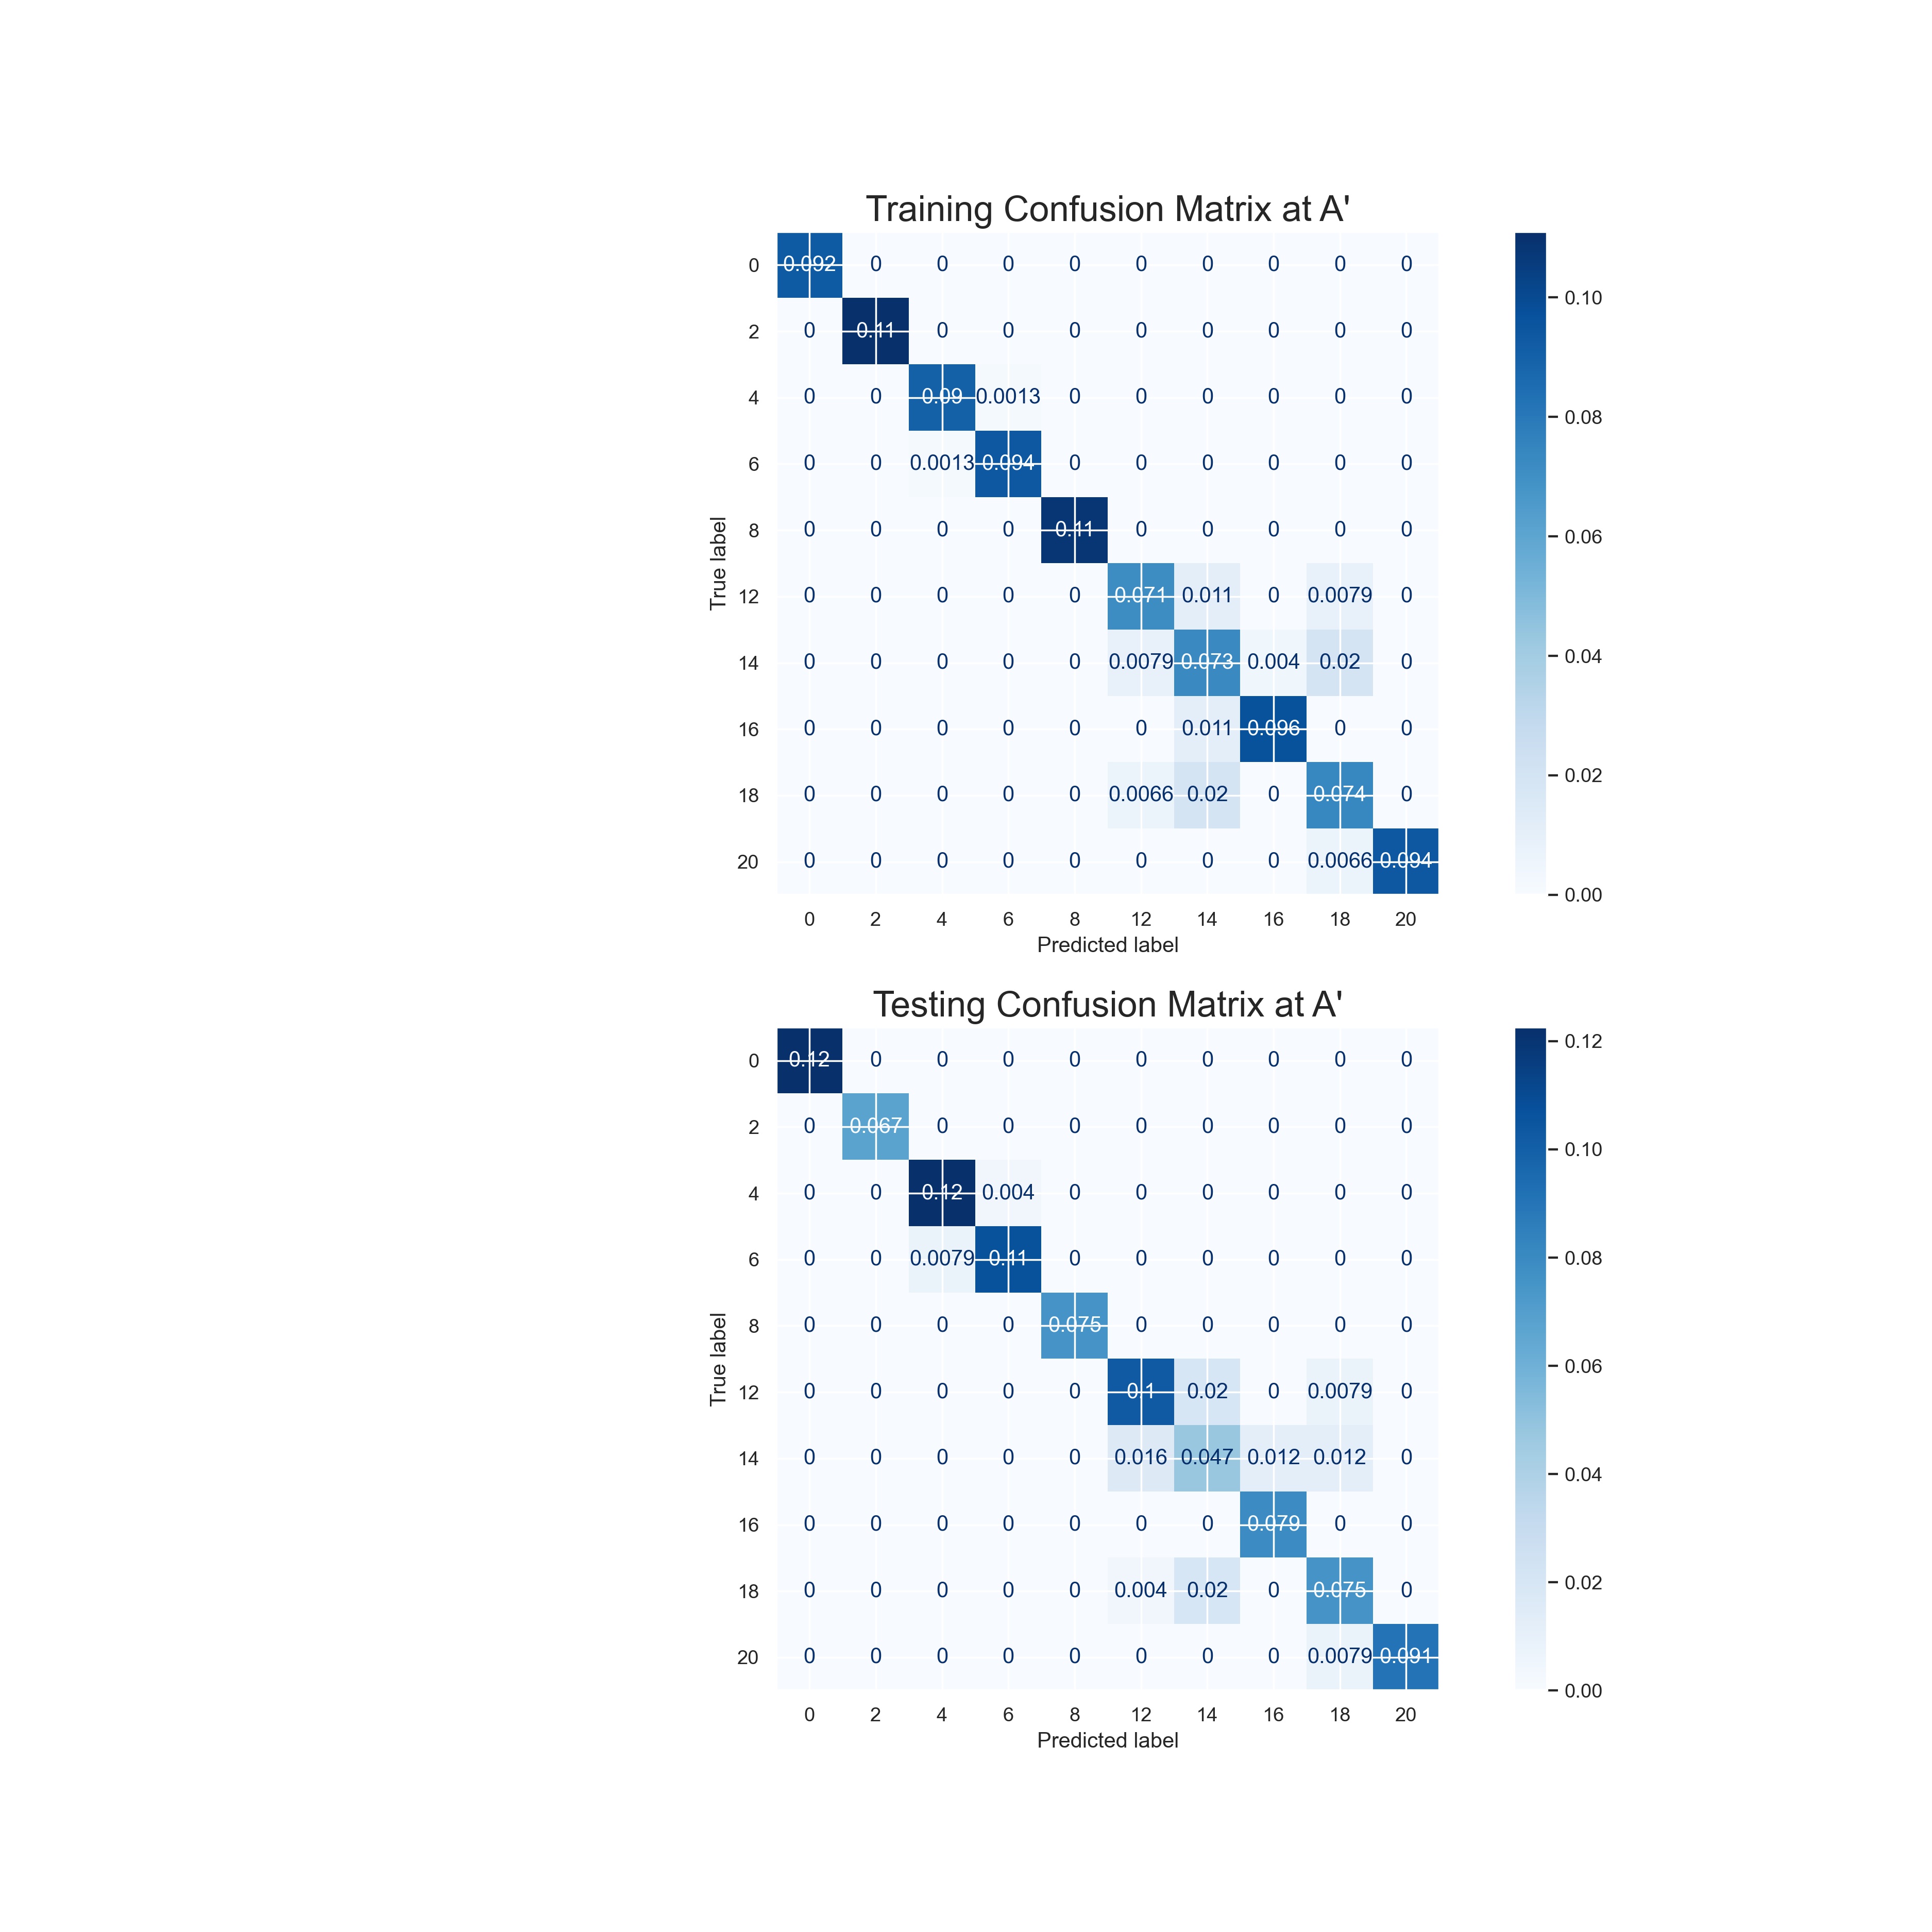 Training Confusion Matrix at A'
0 0.092 0 0 0 0 0 0 0 0 0
2 0 0.11 0 0 0 0 0 0 0 0
4 0 0 0.09 0.0013 0 0 0 0 0 0
6 0 0 0.0013 0.094 0 0 0 0 0 0
8 0 0 0 0 0.11 0 0 0 0 0
12 0 0 0 0 0 0.071 0.011 0 0.0079 0
14 0 0 0 0 0 0.0079 0.073 0.004 0.02 0
16 0 0 0 0 0 0 0.011 0.096 0 0
18 0 0 0 0 0 0.0066 0.02 0 0.074 0
20 0 0 0 0 0 0 0 0 0.0066 0.094
0 2 4 6 8 12 14 16 18 20
True label
Predicted label
0.10
0.08
0.06
0.04
0.02
0.00
Testing Confusion Matrix at A'
0 0.12 0 0 0 0 0 0 0 0 0
2 0 0.067 0 0 0 0 0 0 0 0
4 0 0 0.12 0.004 0 0 0 0 0 0
6 0 0 0.0079 0.11 0 0 0 0 0 0
8 0 0 0 0 0.075 0 0 0 0 0
12 0 0 0 0 0 0.1 0.02 0 0.0079 0
14 0 0 0 0 0 0.016 0.047 0.012 0.012 0
16 0 0 0 0 0 0 0 0.079 0 0
18 0 0 0 0 0 0.004 0.02 0 0.075 0
20 0 0 0 0 0 0 0 0 0.0079 0.091
0 2 4 6 8 12 14 16 18 20
True label
Predicted label
0.12
0.10
0.08
0.06
0.04
0.02
0.00